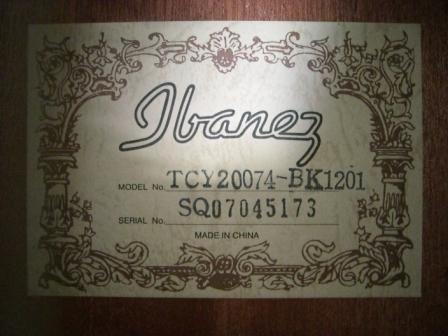 Ibanez
MODEL No. TCY20074-BK1201
SERIAL No. SQ07045173
MADE IN CHINA